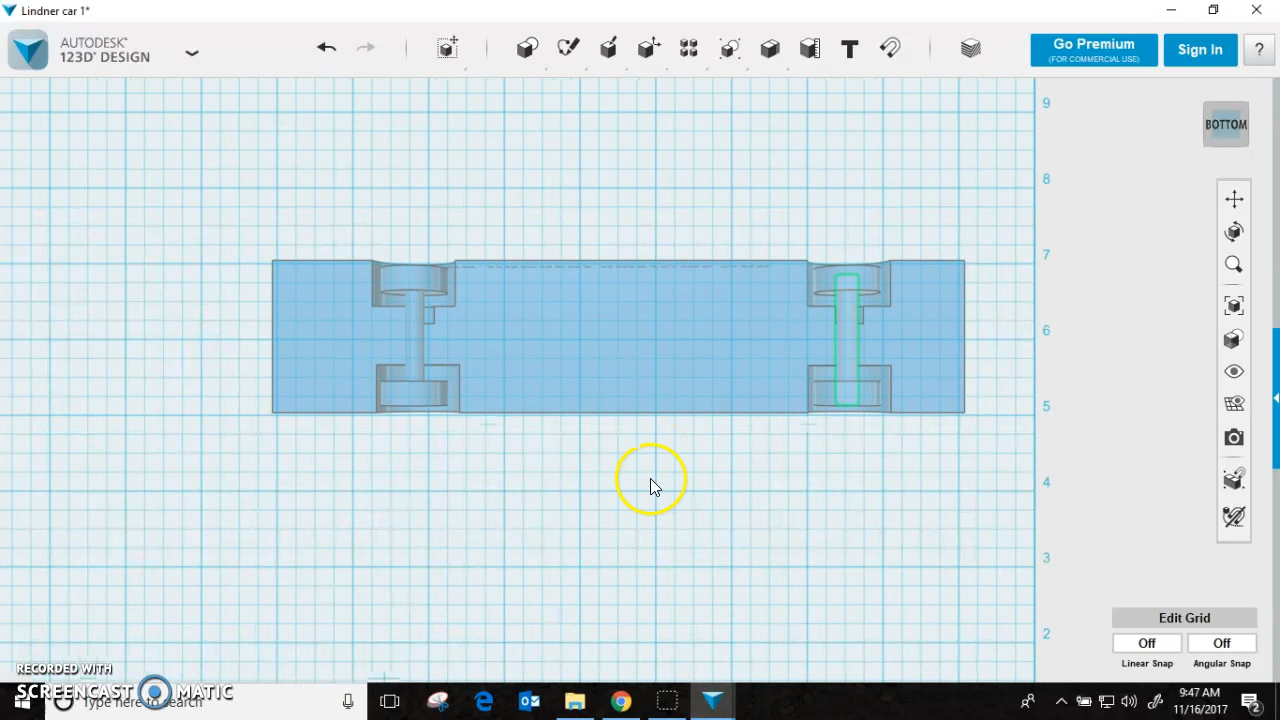 Lindner car 1*
AUTODESK®
123D® DESIGN
Go Premium
(FOR COMMERCIAL USE)
Sign In
?
T
9
BOTTOM
8
7
6
5
4
3
2
Edit Grid
Off
Off
Linear Snap
Angular Snap
RECORDED WITH
SCREENCAST MATIC
Type here to search
9:47 AM
11/16/2017
2